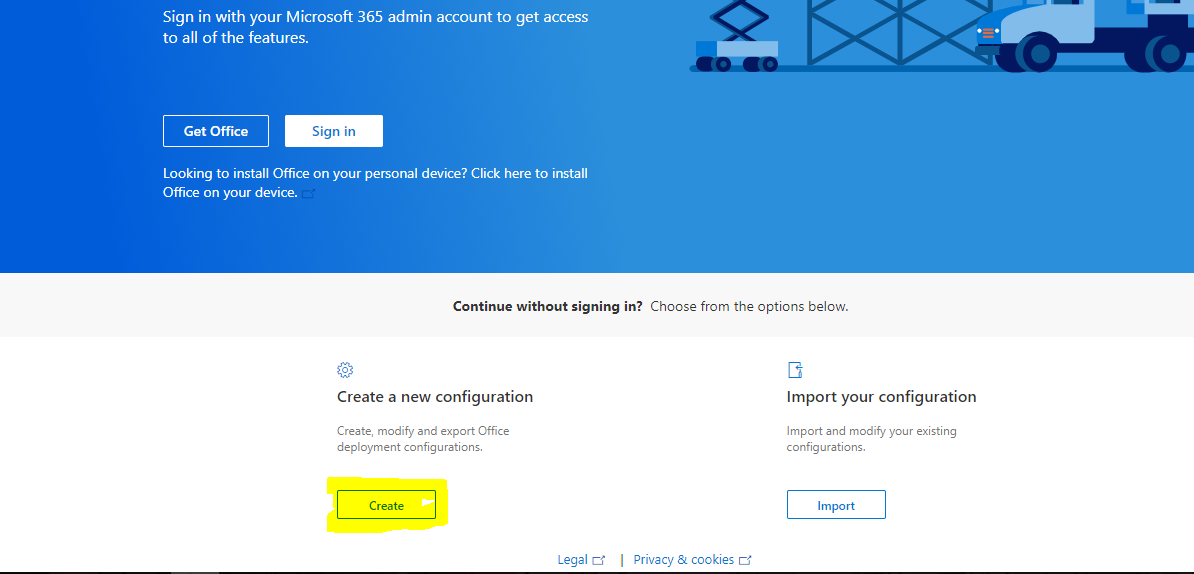 Sign in with your Microsoft 365 admin account to get access
to all of the features.
Get Office
Sign in
Looking to install Office on your personal device? Click here to install
Office on your device.
Continue without signing in? Choose from the options below.
Create a new configuration
Create, modify and export Office
deployment configurations.
Create
Import your configuration
Import and modify your existing
configurations.
Import
Legal | Privacy & cookies